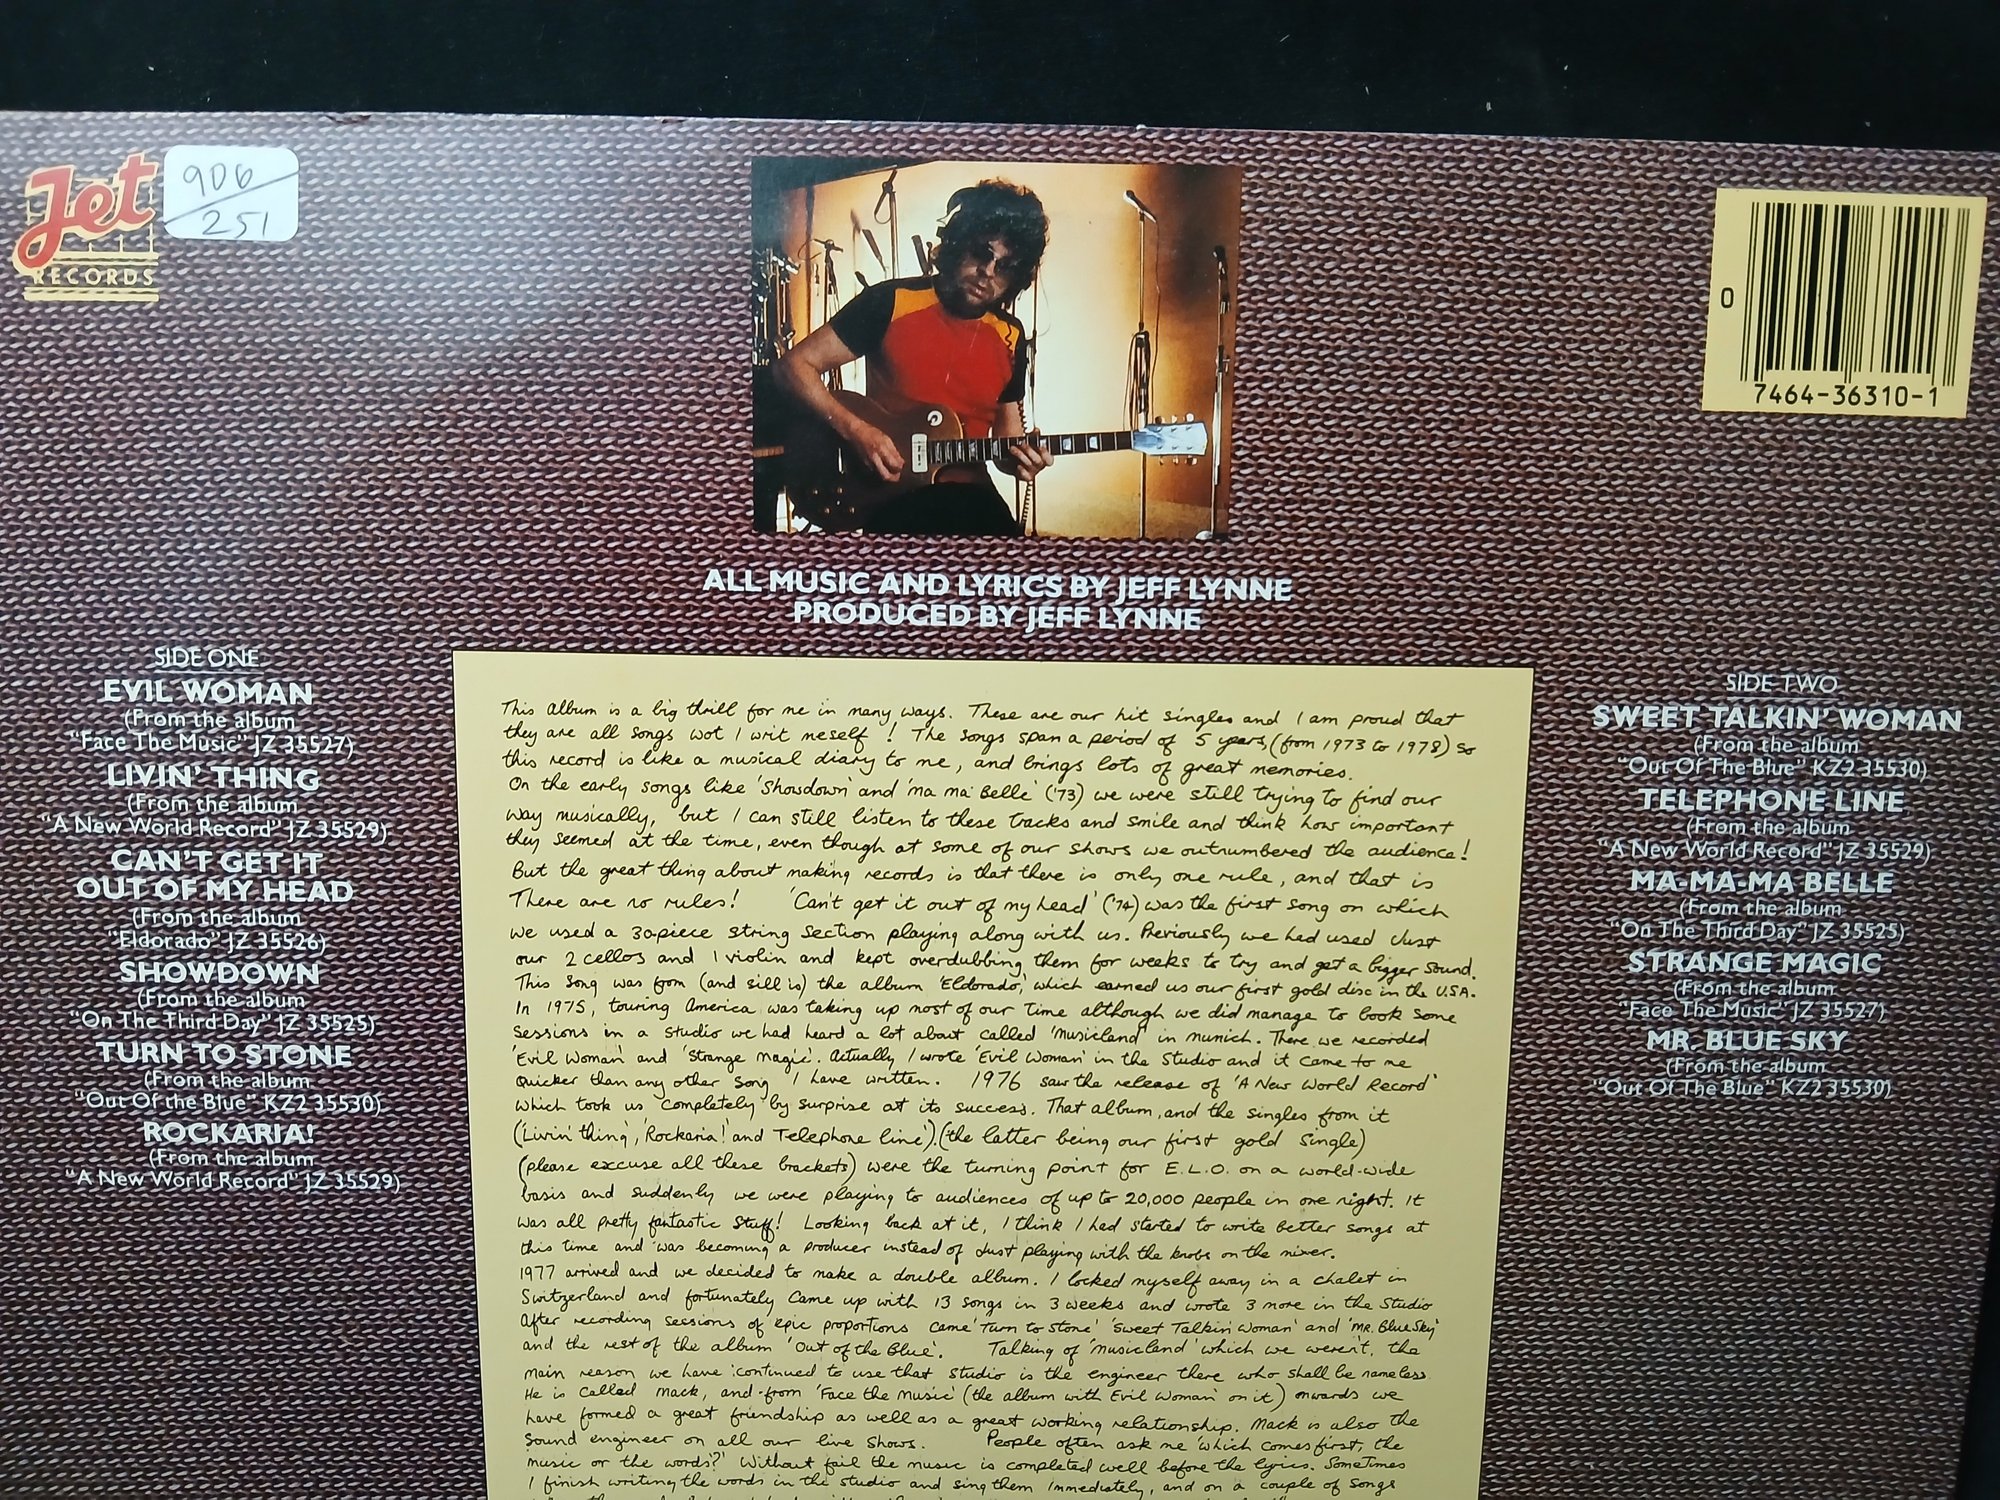 Jet
RECORDS
906
251
0
7464-36310-1
ALL MUSIC AND LYRICS BY JEFF LYNNE
PRODUCED BY JEFF LYNNE
SIDE ONE
EVIL WOMAN
(From the album
"Face The Music" JZ 35527)
LIVIN' THING
(From the album
"A New World Record" JZ 35529)
CAN'T GET IT
OUT OF MY HEAD
(From the album
"Eldorado" JZ 35526)
SHOWDOWN
(From the album
"On The Third Day" JZ 35525)
TURN TO STONE
(From the album
"Out Of the Blue" KZ2 35530)
ROCKARIA!
(From the album
"A New World Record" JZ 35529)
This album is a big thrill for me in many ways. These are our hit singles and I am proud that
they are all songs wot I writ meself! The songs span a period of 5 years, (from 1973 to 1978) so
this record is like a musical diary to me, and brings lots of great memories.
On the early songs like 'Showdown' and 'ma ma Belle' ('73) we were still trying to find our
way musically, but I can still listen to these tracks and smile and think how important
they seemed at the time, even though at some of our shows we outnumbered the audience!
But the great thing about making records is that there is only one rule, and that is
There are no rules! 'Can't get it out of my head' ('74) was the first song on which
we used a 30 piece string section playing along with us. Previously we had used Just
our 2 cellos and 1 violin and kept overdubbing them for weeks to try and get a bigger sound.
This song was from (and sill is) the album 'Eldorado', which earned us our first gold disc in the U.S.A.
In 1975, touring America was taking up most of our time although we did manage to book some
sessions in a studio we had heard a lot about called 'Musicland' in munich. There we recorded
'Evil Woman' and 'Strange Magic'. Actually I wrote 'Evil Woman' in the studio and it came to me
quicker than any other song I have written. 1976 saw the release of 'A New World Record'
which took us completely by surprise at its success. That album, and the singles from it
('Livin' thing', 'Rockaria!' and Telephone line'), (the latter being our first gold single)
(please excuse all these brackets) were the turning point for E.L.O. on a world-wide
basis and suddenly we were playing to audiences of up to 20,000 people in one night. It
was all pretty fantastic stuff! Looking back at it, I think I had started to write better songs at
this time and was becoming a producer instead of Just playing with the knobs on the mixer.
1977 arrived and we decided to make a double album. I locked myself away in a chalet in
Switzerland and fortunately came up with 13 songs in 3 weeks and wrote 3 more in the studio
After recording sessions of epic proportions came 'Turn to Stone' 'Sweet Talkin' Woman' and 'MR. Blue Sky'
and the rest of the album 'Out of the Blue'. Talking of 'musicland' which we weren't, the
main reason we have continued to use that studio is the engineer there who shall be nameless.
He is called Mack, and from 'Face the Music' (the album with Evil Woman' on it) onwards we
have formed a great friendship as well as a great working relationship. Mack is also the
sound engineer on all our live shows. People often ask me 'which comes first, the
music or the words?' Without fail the music is completed well before the lyrics. Sometimes
I finish writing the words in the studio and sing them immediately, and on a couple of songs
SIDE TWO
SWEET TALKIN' WOMAN
(From the album
"Out Of The Blue" KZ2 35530)
TELEPHONE LINE
(From the album
"A New World Record" JZ 35529)
MA-MA-MA BELLE
(From the album
"On The Third Day" JZ 35525)
STRANGE MAGIC
(From the album
"Face The Music" JZ 35527)
MR. BLUE SKY
(From the album
"Out Of The Blue" KZ2 35530)